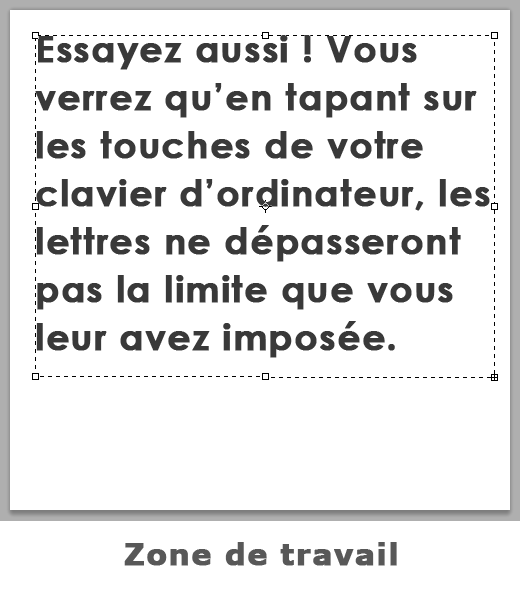 Essayez aussi ! Vous
verrez qu’en tapant sur
les touches de votre
clavier d’ordinateur, les
lettres ne dépasseront
pas la limite que vous
leur avez imposée.
Zone de travail